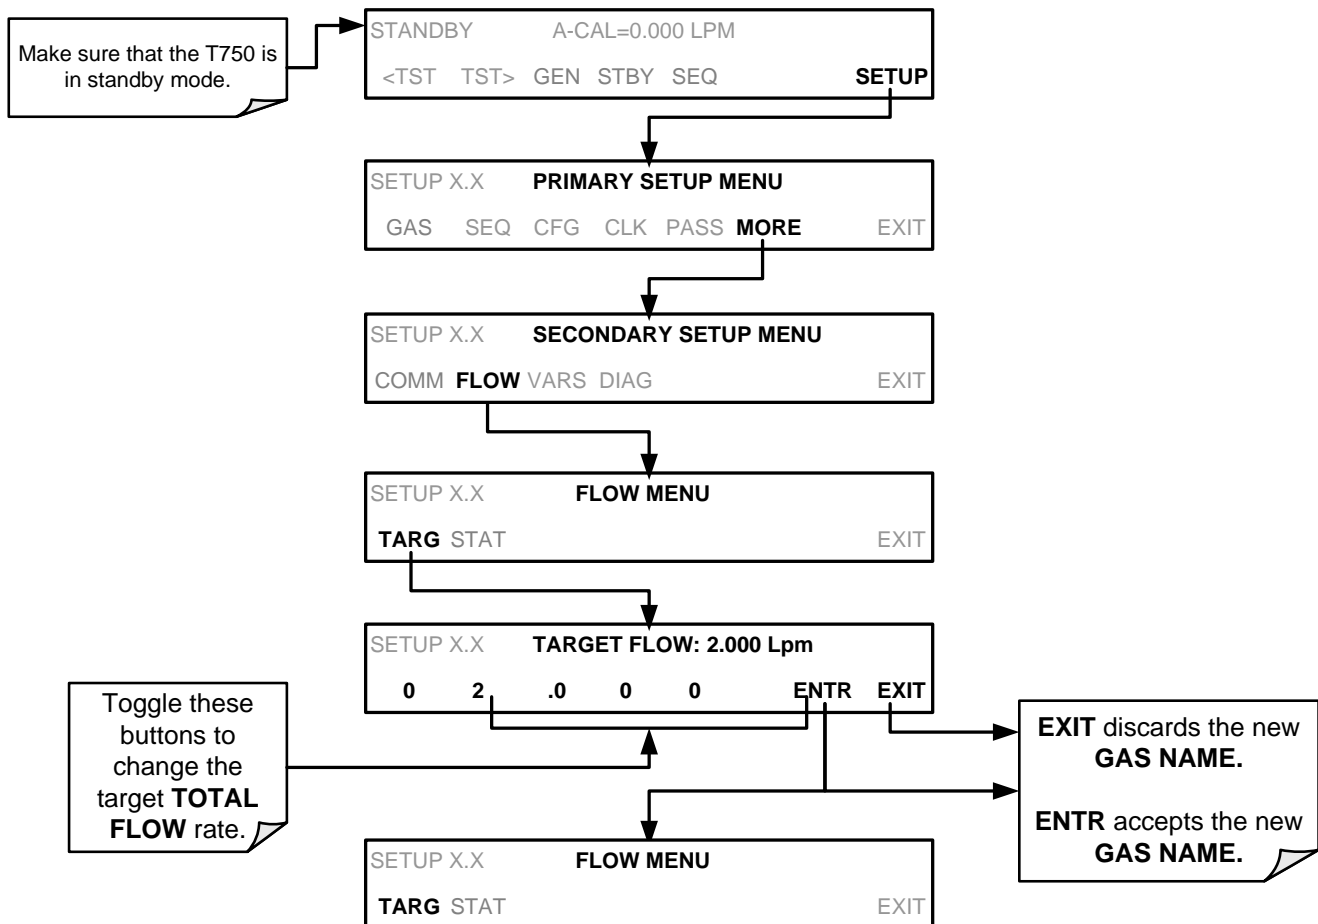 Make sure that the T750 is
in standby mode.
STANDBY A-CAL=0.000 LPM
<TST TST> GEN STBY SEQ SETUP
SETUP X.X PRIMARY SETUP MENU
GAS SEQ CFG CLK PASS MORE EXIT
SETUP X.X SECONDARY SETUP MENU
COMM FLOW VARS DIAG EXIT
SETUP X.X FLOW MENU
TARG STAT EXIT
SETUP X.X TARGET FLOW: 2.000 Lpm
0 2 .0 0 0 ENTR EXIT
Toggle these
buttons to
change the
target TOTAL
FLOW rate.
EXIT discards the new
GAS NAME.
ENTR accepts the new
GAS NAME.
SETUP X.X FLOW MENU
TARG STAT EXIT